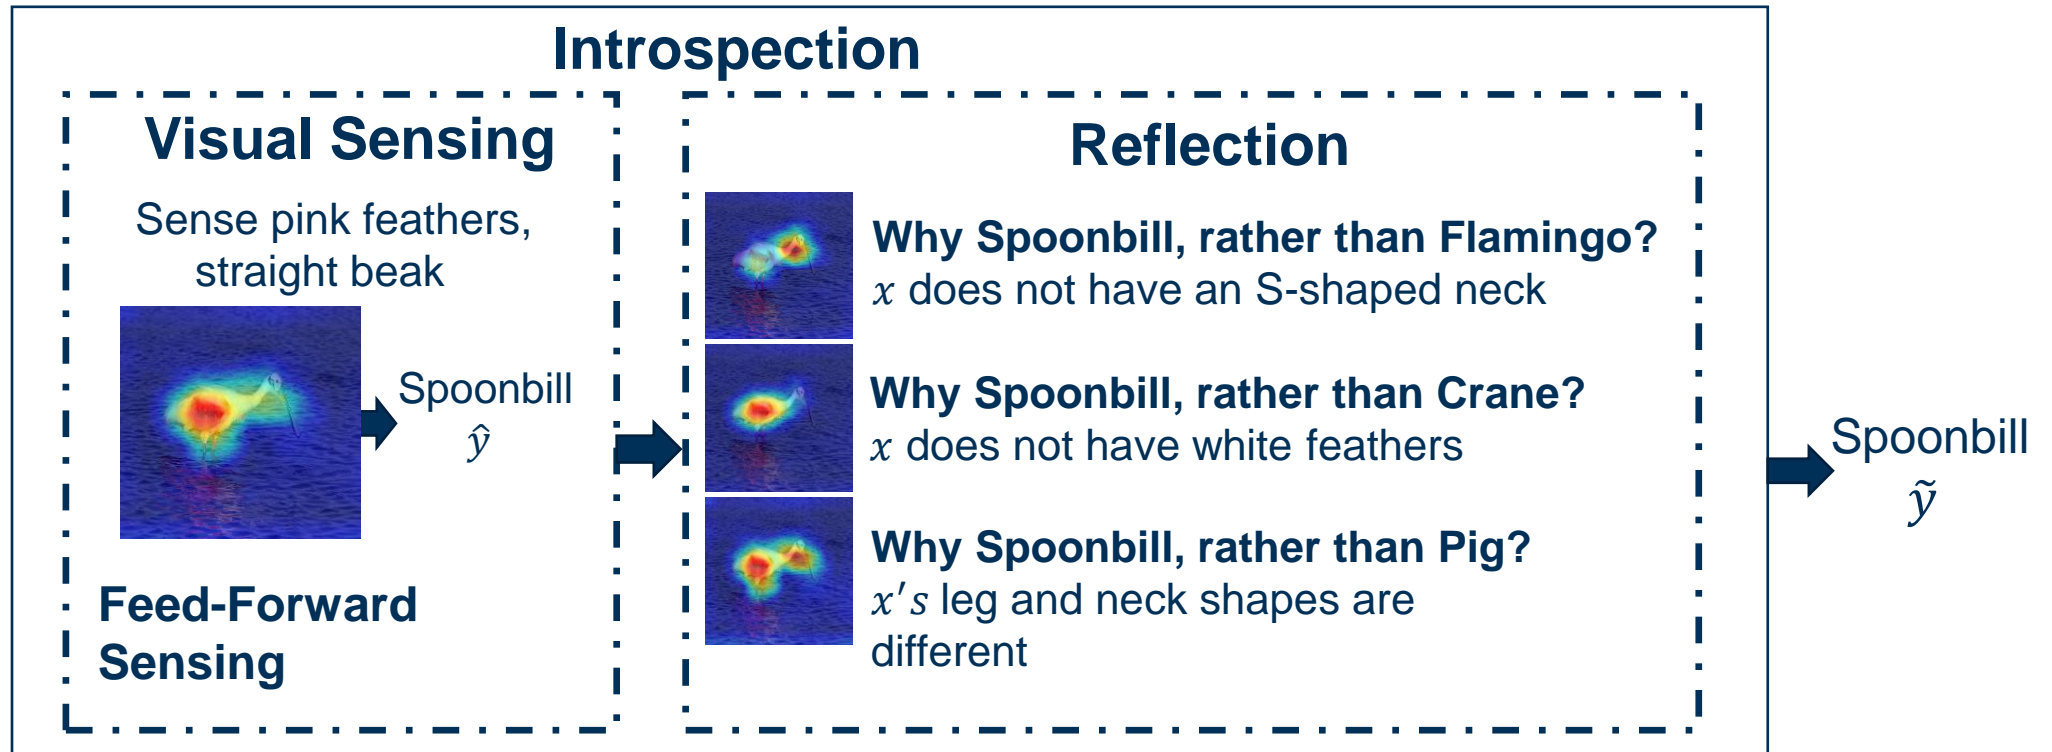 Introspection
Visual Sensing
Sense pink feathers,
straight beak
Spoonbill
ŷ
Feed-Forward
Sensing
Reflection
Why Spoonbill, rather than Flamingo?
x does not have an S-shaped neck
Why Spoonbill, rather than Crane?
x does not have white feathers
Why Spoonbill, rather than Pig?
x's leg and neck shapes are
different
Spoonbill
ỹ